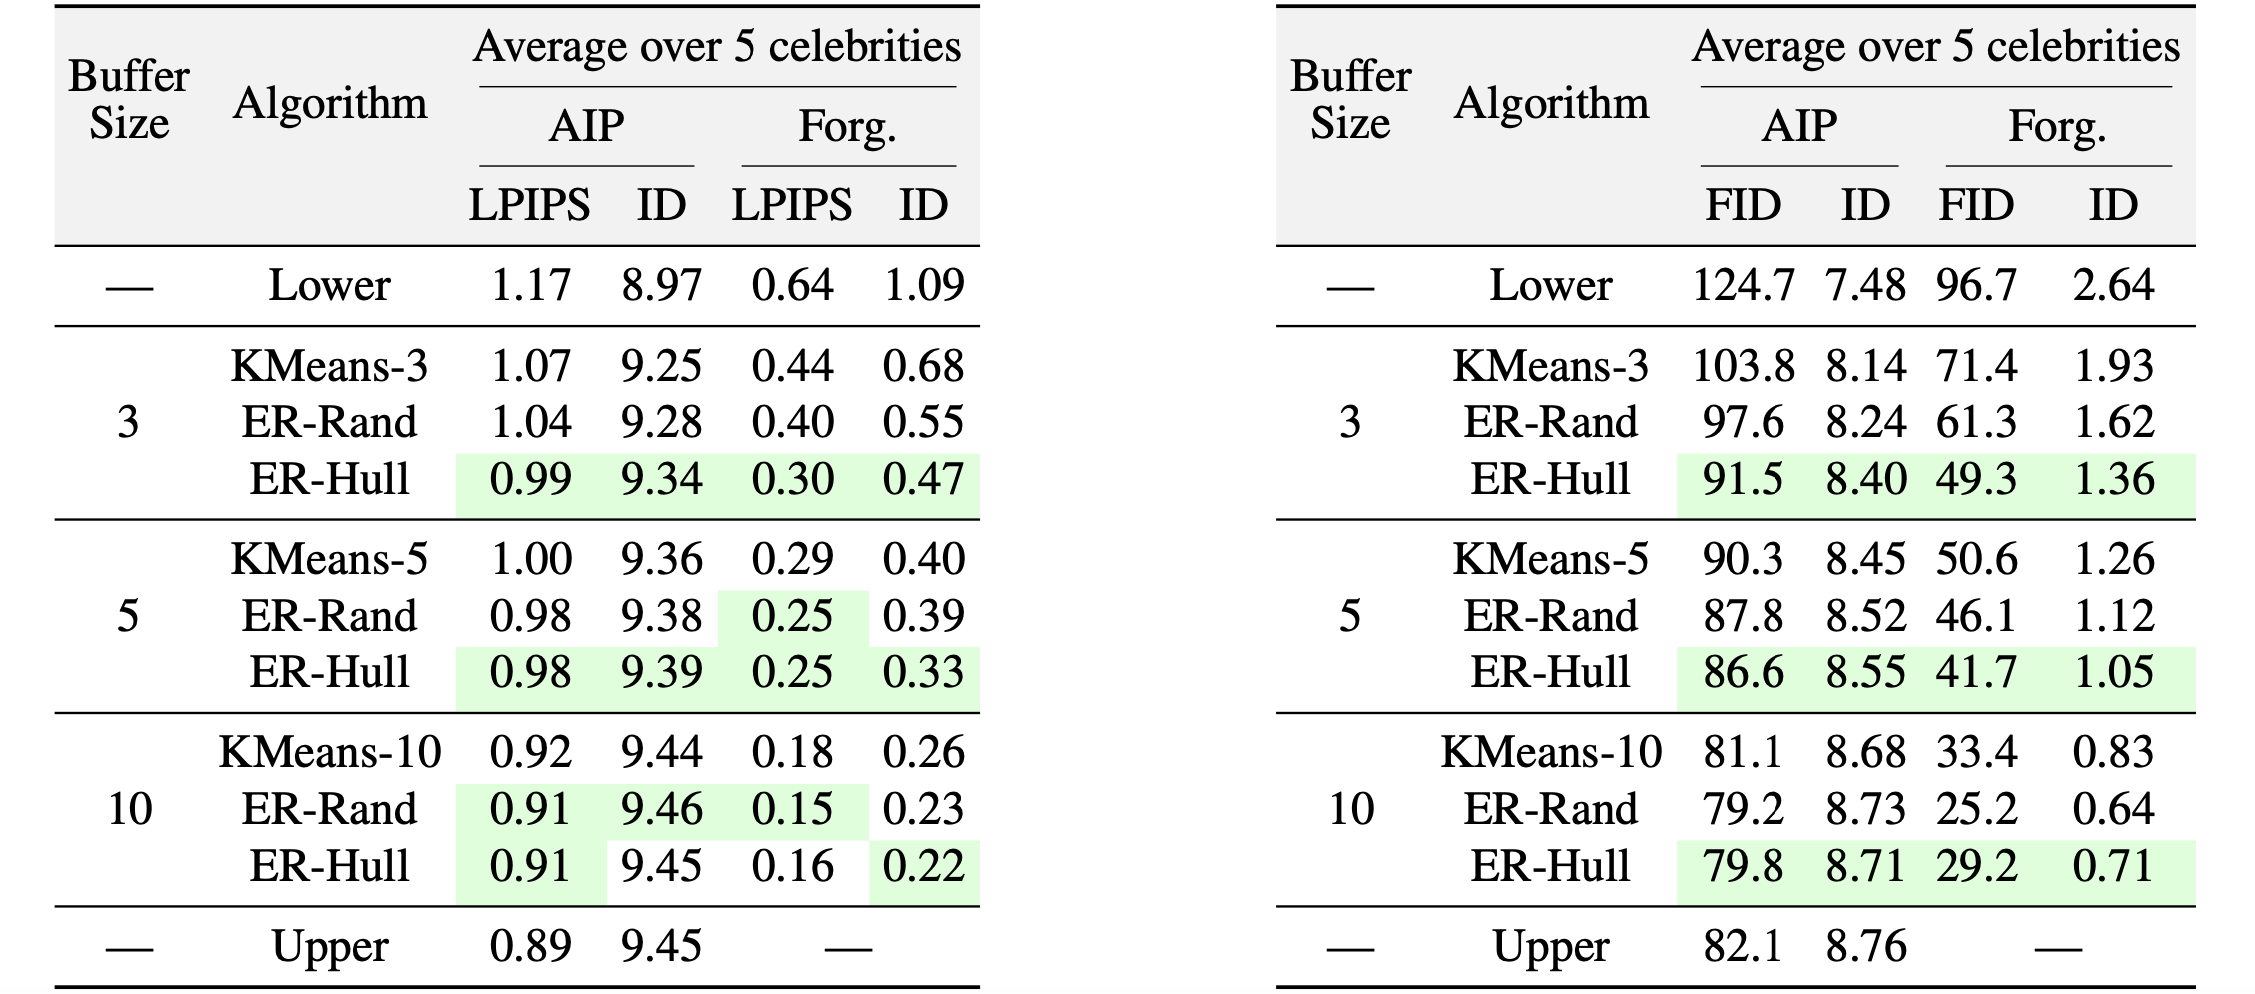 Buffer Size Algorithm Average over 5 celebrities
AIP Forg.
LPIPS ID LPIPS ID
— Lower 1.17 8.97 0.64 1.09
KMeans-3 1.07 9.25 0.44 0.68
3 ER-Rand 1.04 9.28 0.40 0.55
ER-Hull 0.99 9.34 0.30 0.47
KMeans-5 1.00 9.36 0.29 0.40
5 ER-Rand 0.98 9.38 0.25 0.39
ER-Hull 0.98 9.39 0.25 0.33
KMeans-10 0.92 9.44 0.18 0.26
10 ER-Rand 0.91 9.46 0.15 0.23
ER-Hull 0.91 9.45 0.16 0.22
— Upper 0.89 9.45 —
Buffer Size Algorithm Average over 5 celebrities
AIP Forg.
FID ID FID ID
— Lower 124.7 7.48 96.7 2.64
KMeans-3 103.8 8.14 71.4 1.93
3 ER-Rand 97.6 8.24 61.3 1.62
ER-Hull 91.5 8.40 49.3 1.36
KMeans-5 90.3 8.45 50.6 1.26
5 ER-Rand 87.8 8.52 46.1 1.12
ER-Hull 86.6 8.55 41.7 1.05
KMeans-10 81.1 8.68 33.4 0.83
10 ER-Rand 79.2 8.73 25.2 0.64
ER-Hull 79.8 8.71 29.2 0.71
— Upper 82.1 8.76 —